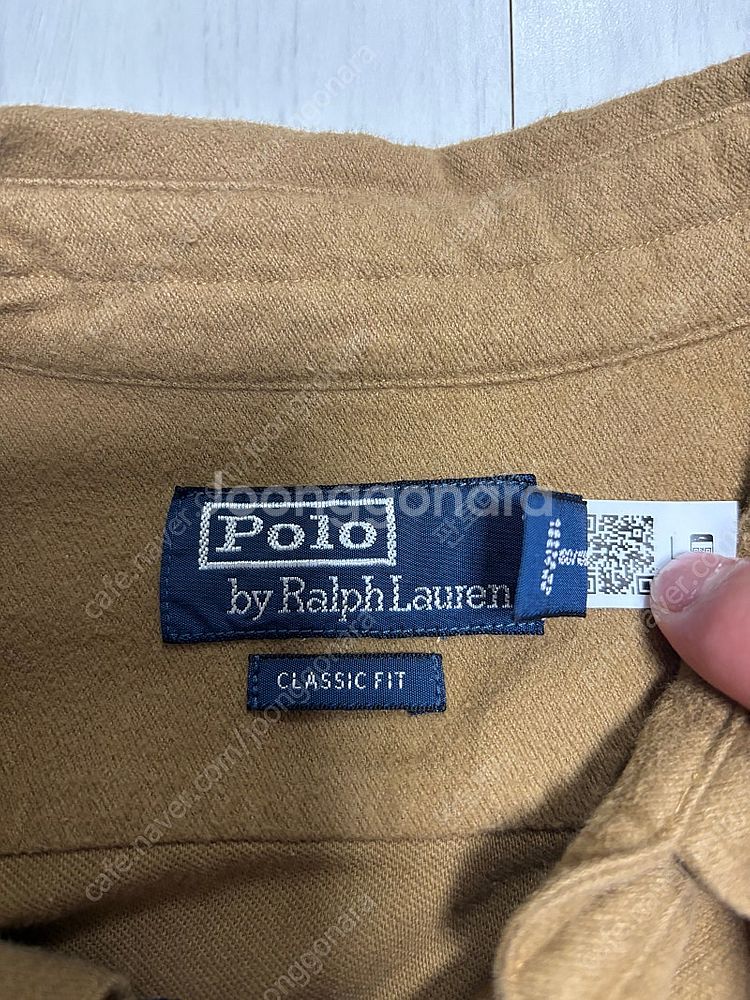 Joonggonara
Polo
by Ralph Lauren
CLASSIC FIT
cafe.naver.com/joonggonara